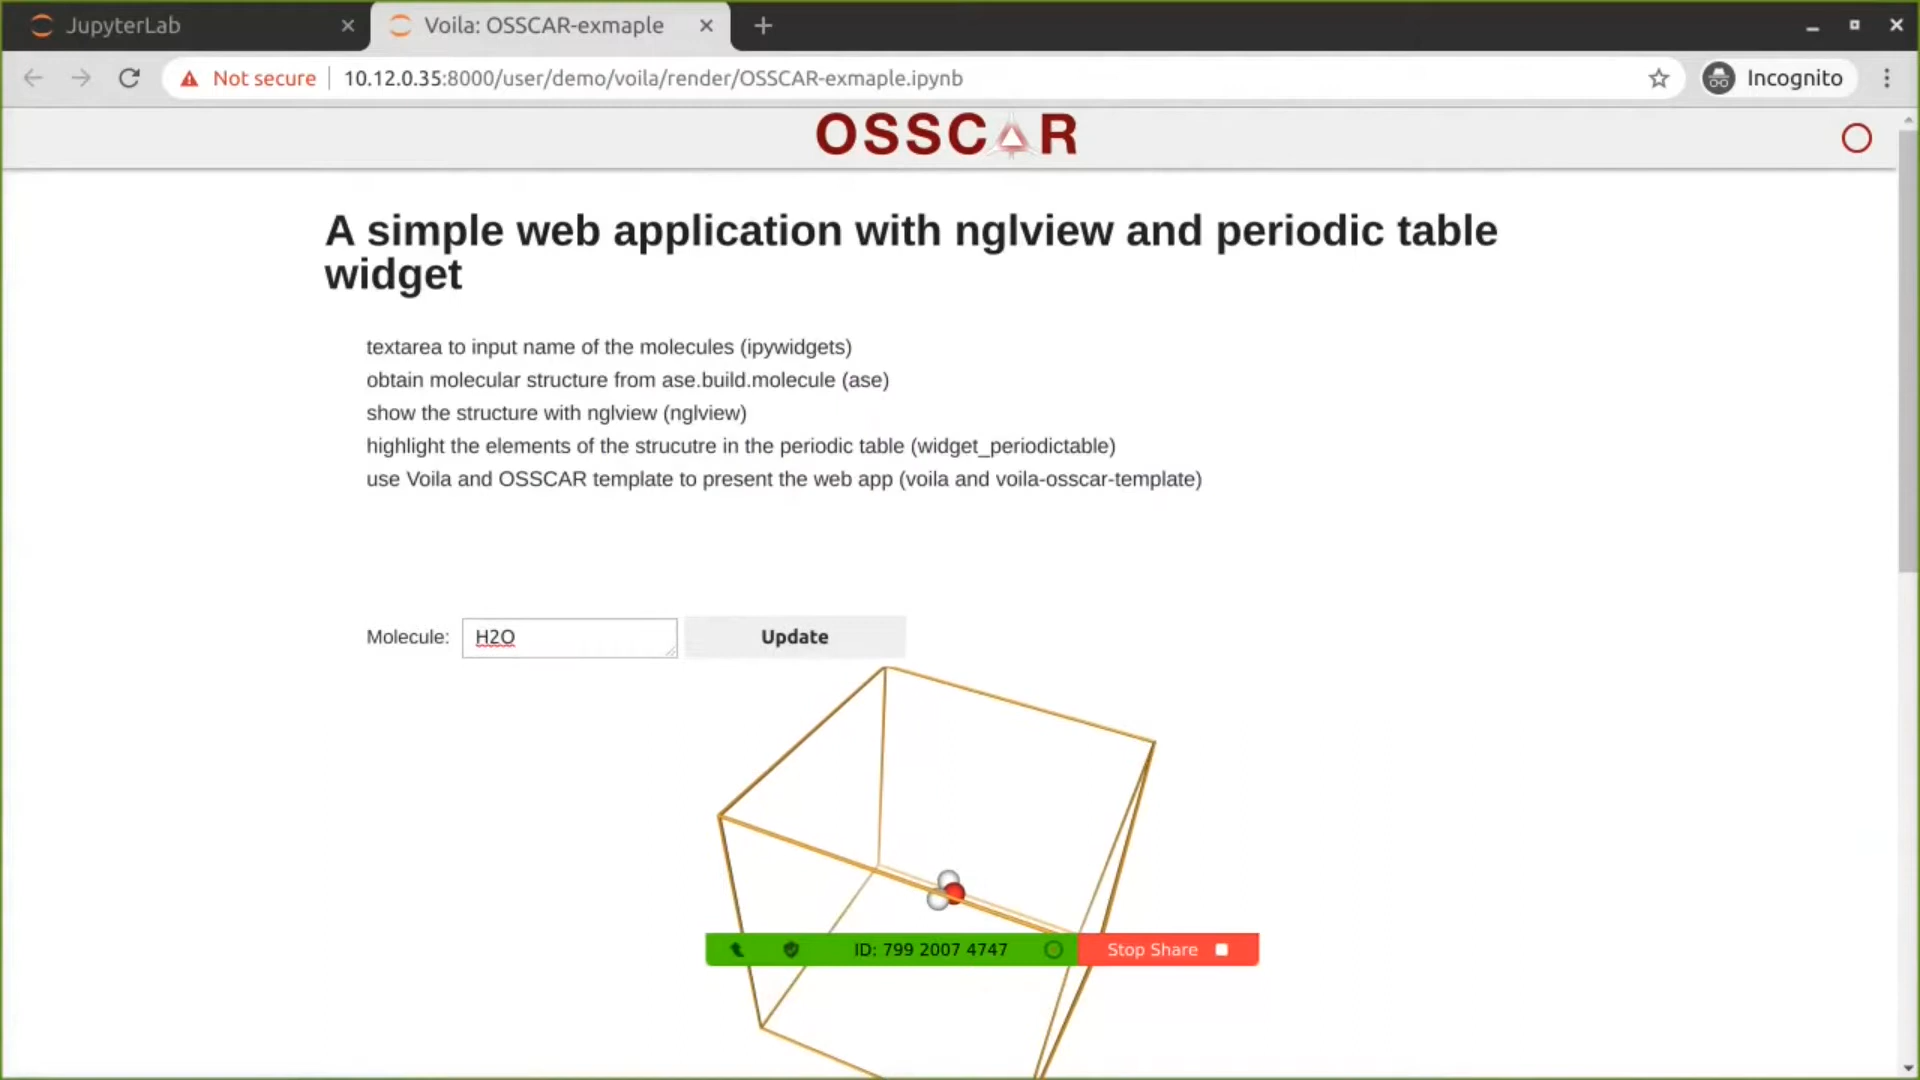 JupyterLab
Voila: OSSCAR-exmaple
Not secure
10.12.0.35:8000/user/demo/voila/render/OSSCAR-exmaple.ipynb
Incognito
OSSCAR
A simple web application with nglview and periodic table
widget
textarea to input name of the molecules (ipywidgets)
obtain molecular structure from ase.build.molecule (ase)
show the structure with nglview (nglview)
highlight the elements of the strucutre in the periodic table (widget_periodictable)
use Voila and OSSCAR template to present the web app (voila and voila-osscar-template)
Molecule:
H2O
Update
ID: 799 2007 4747
Stop Share